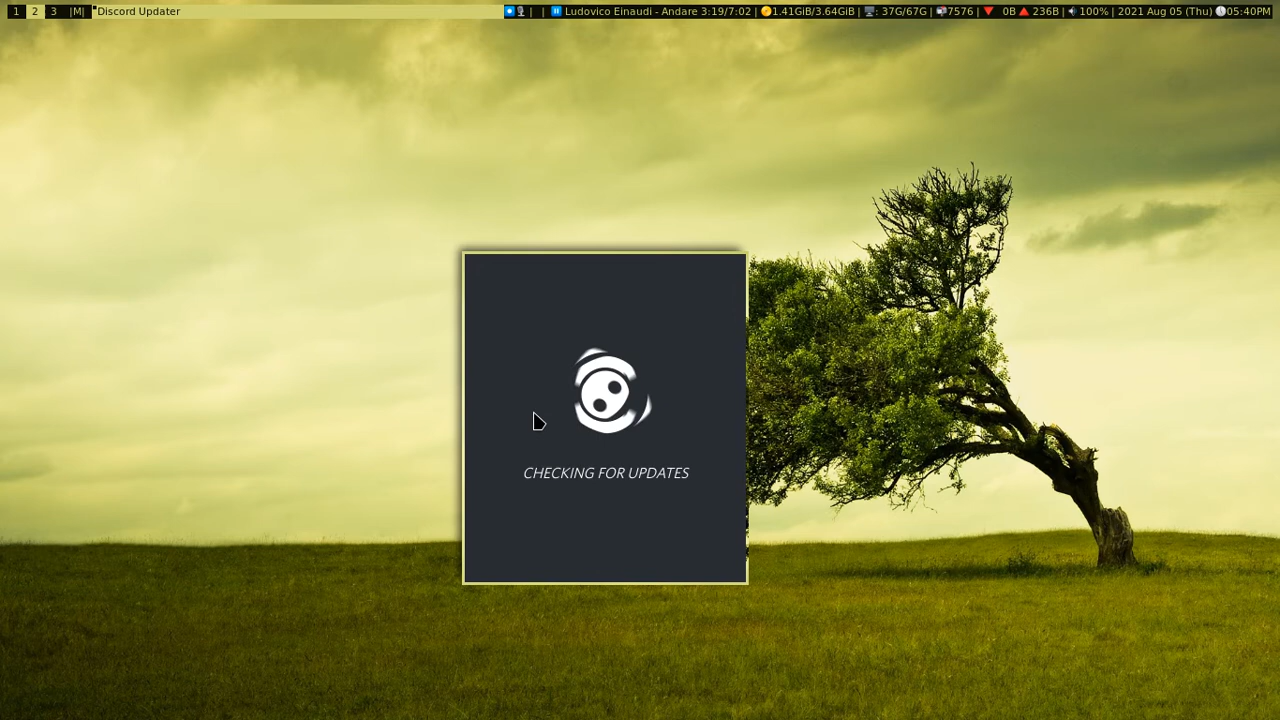 1 2 3 |M| Discord Updater | | Ludovico Einaudi - Andare 3:19/7:02 | 1.41GiB/3.64GiB | : 37G/67G | 7576 | 0B 236B | 100% | 2021 Aug 05 (Thu) 05:40PM
CHECKING FOR UPDATES